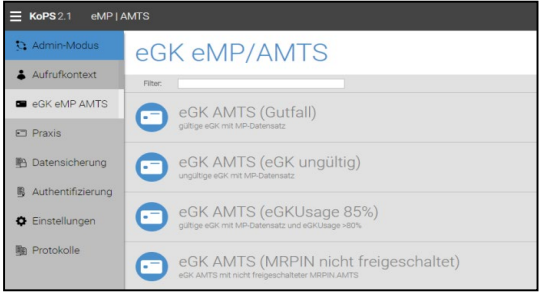 KoPS 2.1 eMP | AMTS
Admin-Modus
Aufrufkontext
eGK eMP AMTS
Praxis
Datensicherung
Authentifizierung
Einstellungen
Protokolle
eGK eMP/AMTS
Filter:
eGK AMTS (Gutfall)
gültige eGK mit MP-Datensatz
eGK AMTS (eGK ungültig)
ungültige eGK mit MP-Datensatz
eGK AMTS (eGKUsage 85%)
gültige eGK mit MP-Datensatz und eGKUsage >80%
eGK AMTS (MRPIN nicht freigeschaltet)
eGK AMTS mit nicht freigeschalteter MRPIN.AMTS